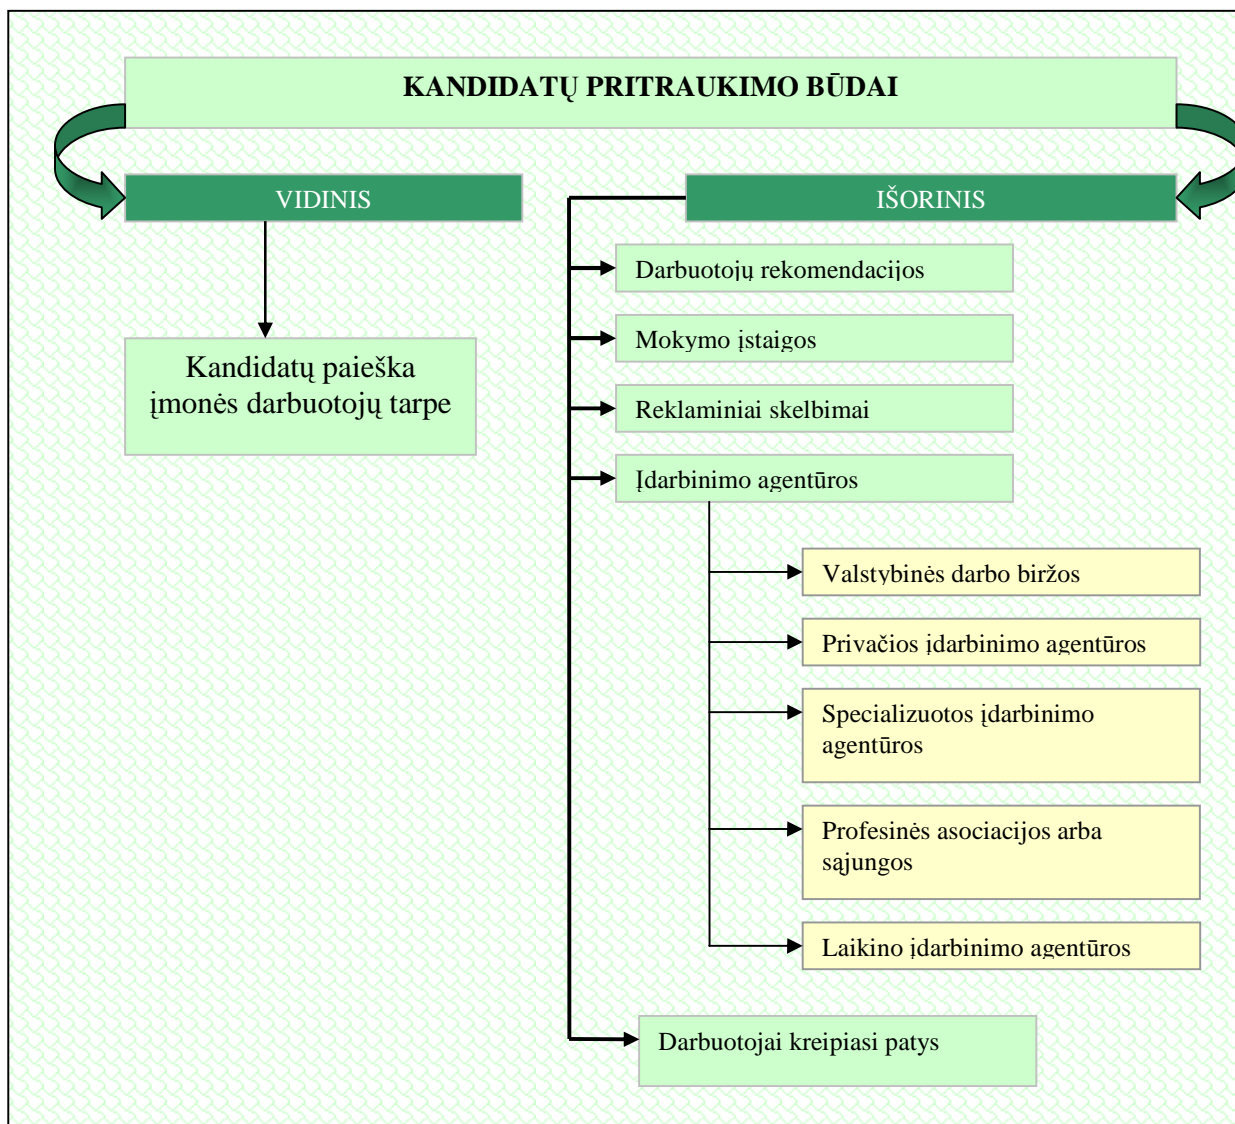 KANDIDATŲ PRITRAUKIMO BŪDAI
VIDINIS
Kandidatų paieška
įmonės darbuotojų tarpe
IŠORINIS
Darbuotojų rekomendacijos
Mokymo įstaigos
Reklaminiai skelbimai
Įdarbinimo agentūros
Valstybinės darbo biržos
Privačios įdarbinimo agentūros
Specializuotos įdarbinimo
agentūros
Profesinės asociacijos arba
sąjungos
Laikino įdarbinimo agentūros
Darbuotojai kreipiasi patys